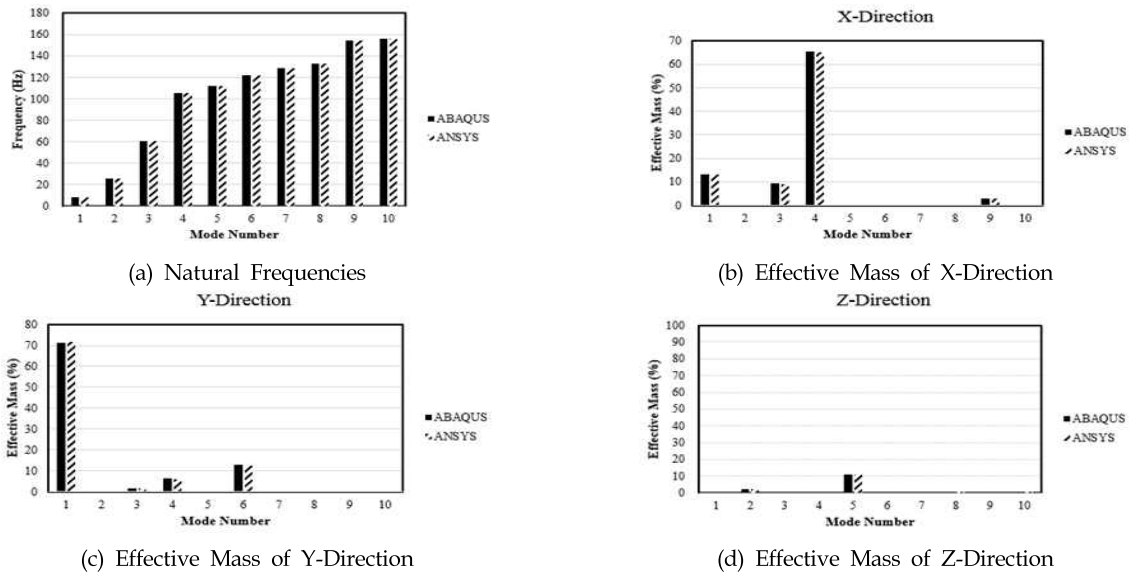 180
160
140
120
100
80
60
40
20
0
Frequency (Hz)
1 2 3 4 5 6 7 8 9 10
Mode Number
ABAQUS
ANSYS
(a) Natural Frequencies
X-Direction
70
60
50
40
30
20
10
0
Effective Mass (%)
1 2 3 4 5 6 7 8 9 10
Mode Number
ABAQUS
ANSYS
(b) Effective Mass of X-Direction
Y-Direction
80
70
60
50
40
30
20
10
0
Effective Mass (%)
1 2 3 4 5 6 7 8 9 10
Mode Number
ABAQUS
ANSYS
(c) Effective Mass of Y-Direction
Z-Direction
100
90
80
70
60
50
40
30
20
10
0
Effective Mass (%)
1 2 3 4 5 6 7 8 9 10
Mode Number
ABAQUS
ANSYS
(d) Effective Mass of Z-Direction